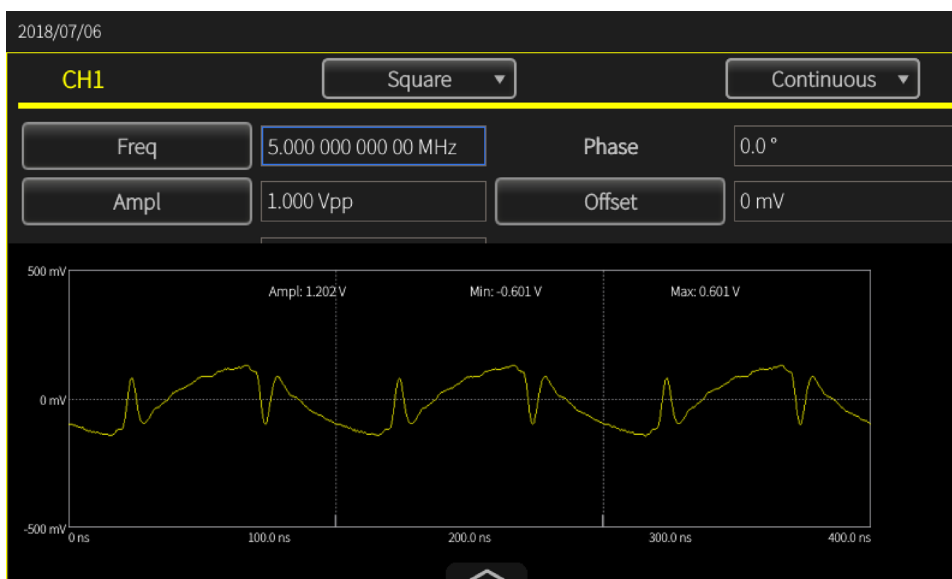 2018/07/06
CH1 Square Continuous
Freq 5.000 000 000 00 MHz Phase 0.0 °
Ampl 1.000 Vpp Offset 0 mV
500 mV
Ampl: 1.202 V Min: -0.601 V Max: 0.601 V
0 mV
-500 mV
0 ns 100.0 ns 200.0 ns 300.0 ns 400.0 ns